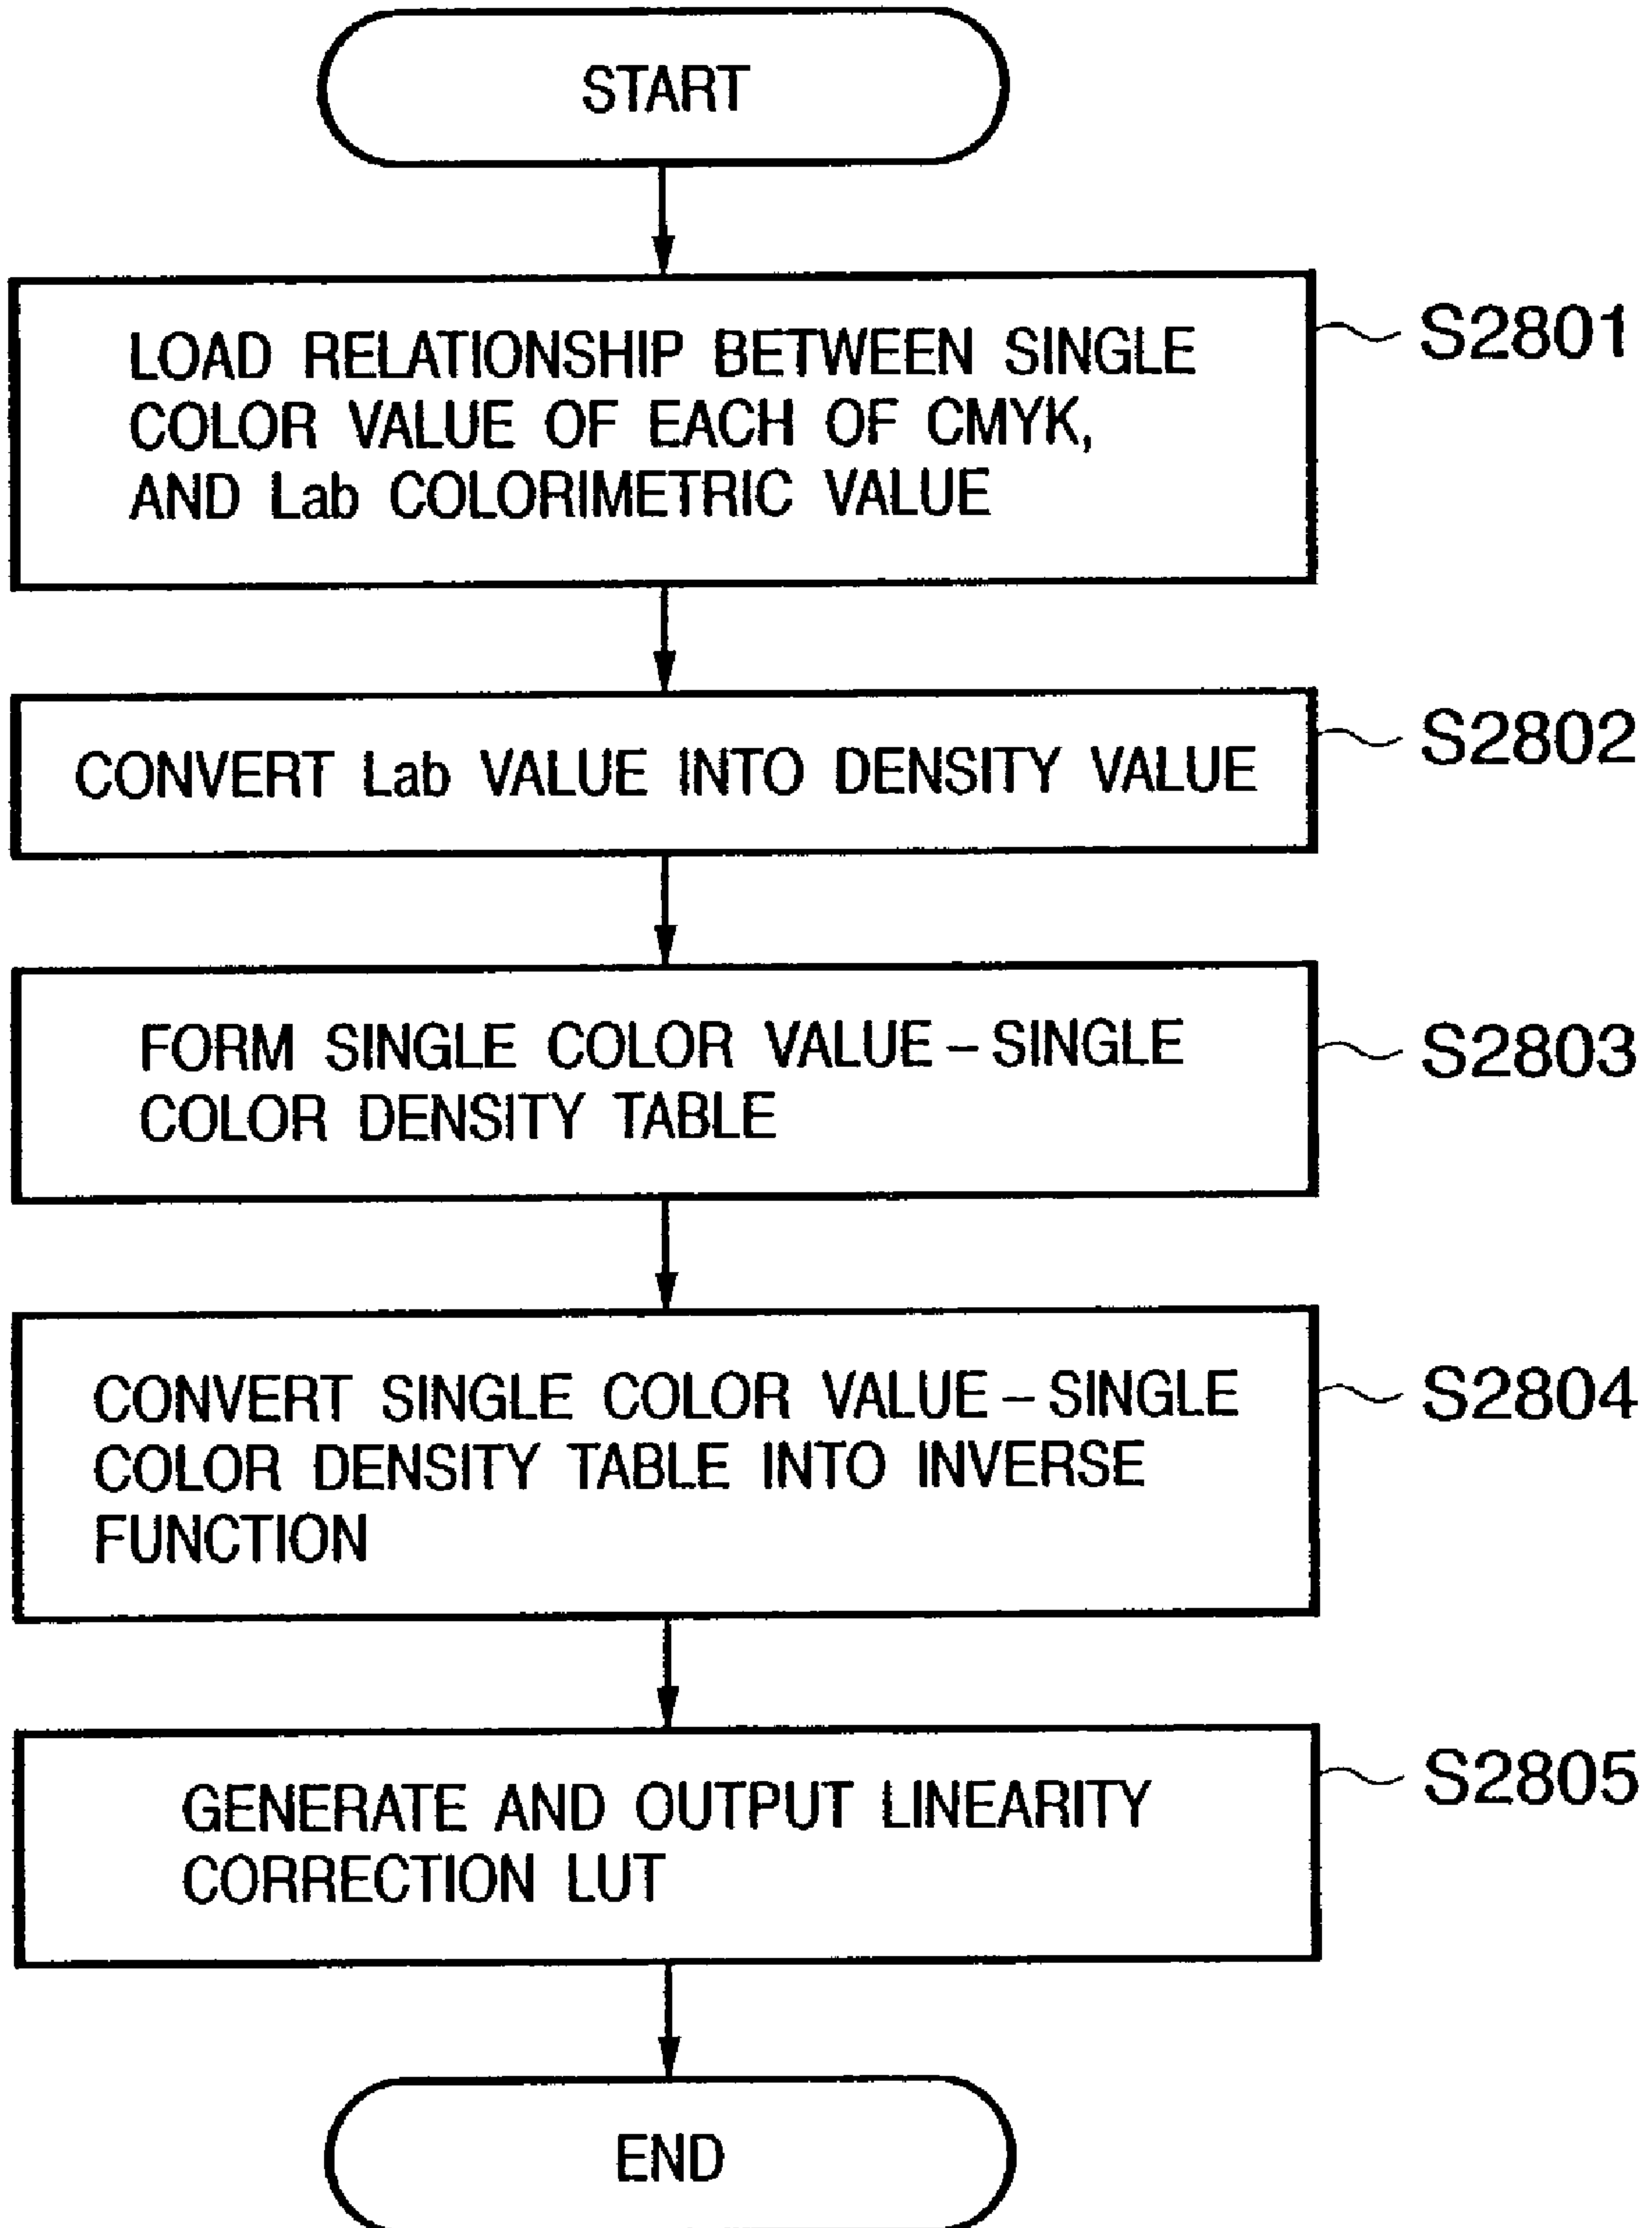 START
LOAD RELATIONSHIP BETWEEN SINGLE
COLOR VALUE OF EACH OF CMYK,
AND Lab COLORIMETRIC VALUE
S2801
CONVERT Lab VALUE INTO DENSITY VALUE
S2802
FORM SINGLE COLOR VALUE – SINGLE
COLOR DENSITY TABLE
S2803
CONVERT SINGLE COLOR VALUE – SINGLE
COLOR DENSITY TABLE INTO INVERSE
FUNCTION
S2804
GENERATE AND OUTPUT LINEARITY
CORRECTION LUT
S2805
END